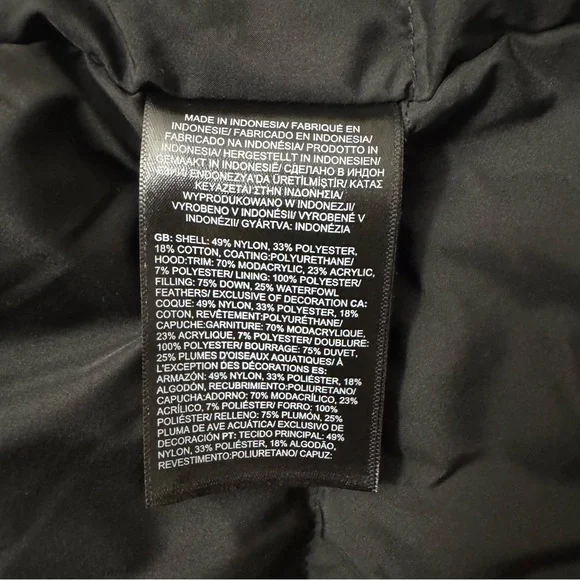 MADE IN INDONESIA/ FABRIQUÉ EN
INDONÉSIE/ FABRICADO EN INDONESIA/
FABRICADO NA INDONÉSIA/ PRODOTTO IN
INDONESIA/ HERGESTELLT IN INDONESIEN/
GEMAAKT IN INDONESIË/ СДЕЛАНО В ИНДОН
ENDONEZYA'DA ÜRETİLMİŞTİR/ ΚΑΤΑΣ
ΚΕΥΑΖΕΤΑΙ ΣΤΗΝ ΙΝΔΟΝΗΣΙΑ/
WYPRODUKOWANO W INDONEZJI/
VYROBENO V INDONÉSII/ VYROBENÉ V
INDONÉZII/ GYÁRTVA: INDONÉZIA
GB: SHELL: 49% NYLON, 33% POLYESTER,
18% COTTON, COATING:POLYURETHANE/
HOOD:TRIM: 70% MODACRYLIC, 23% ACRYLIC,
7% POLYESTER/ LINING: 100% POLYESTER/
FILLING: 75% DOWN, 25% WATERFOWL
FEATHERS/ EXCLUSIVE OF DECORATION CA:
COQUE: 49% NYLON, 33% POLYESTER, 18%
COTON, REVÊTEMENT:POLYURÉTHANE/
CAPUCHE:GARNITURE: 70% MODACRYLIQUE,
23% ACRYLIQUE, 7% POLYESTER/ DOUBLURE:
100% POLYESTER/ BOURRAGE: 75% DUVET,
25% PLUMES D'OISEAUX AQUATIQUES/ À
L'EXCEPTION DES DÉCORATIONS ES:
ARMAZÓN: 49% NYLON, 33% POLIÉSTER, 18%
ALGODÓN, RECUBRIMIENTO:POLIURETANO/
CAPUCHA:ADORNO: 70% MODACRÍLICO, 23%
ACRÍLICO, 7% POLIÉSTER/ FORRO: 100%
POLIÉSTER/ RELLENO: 75% PLUMÓN, 25%
PLUMA DE AVE ACUÁTICA/ EXCLUSIVO DE
DECORACIÓN PT: TECIDO PRINCIPAL: 49%
NYLON, 33% POLIÉSTER, 18% ALGODÃO,
REVESTIMENTO:POLIURETANO/ CAPUZ: